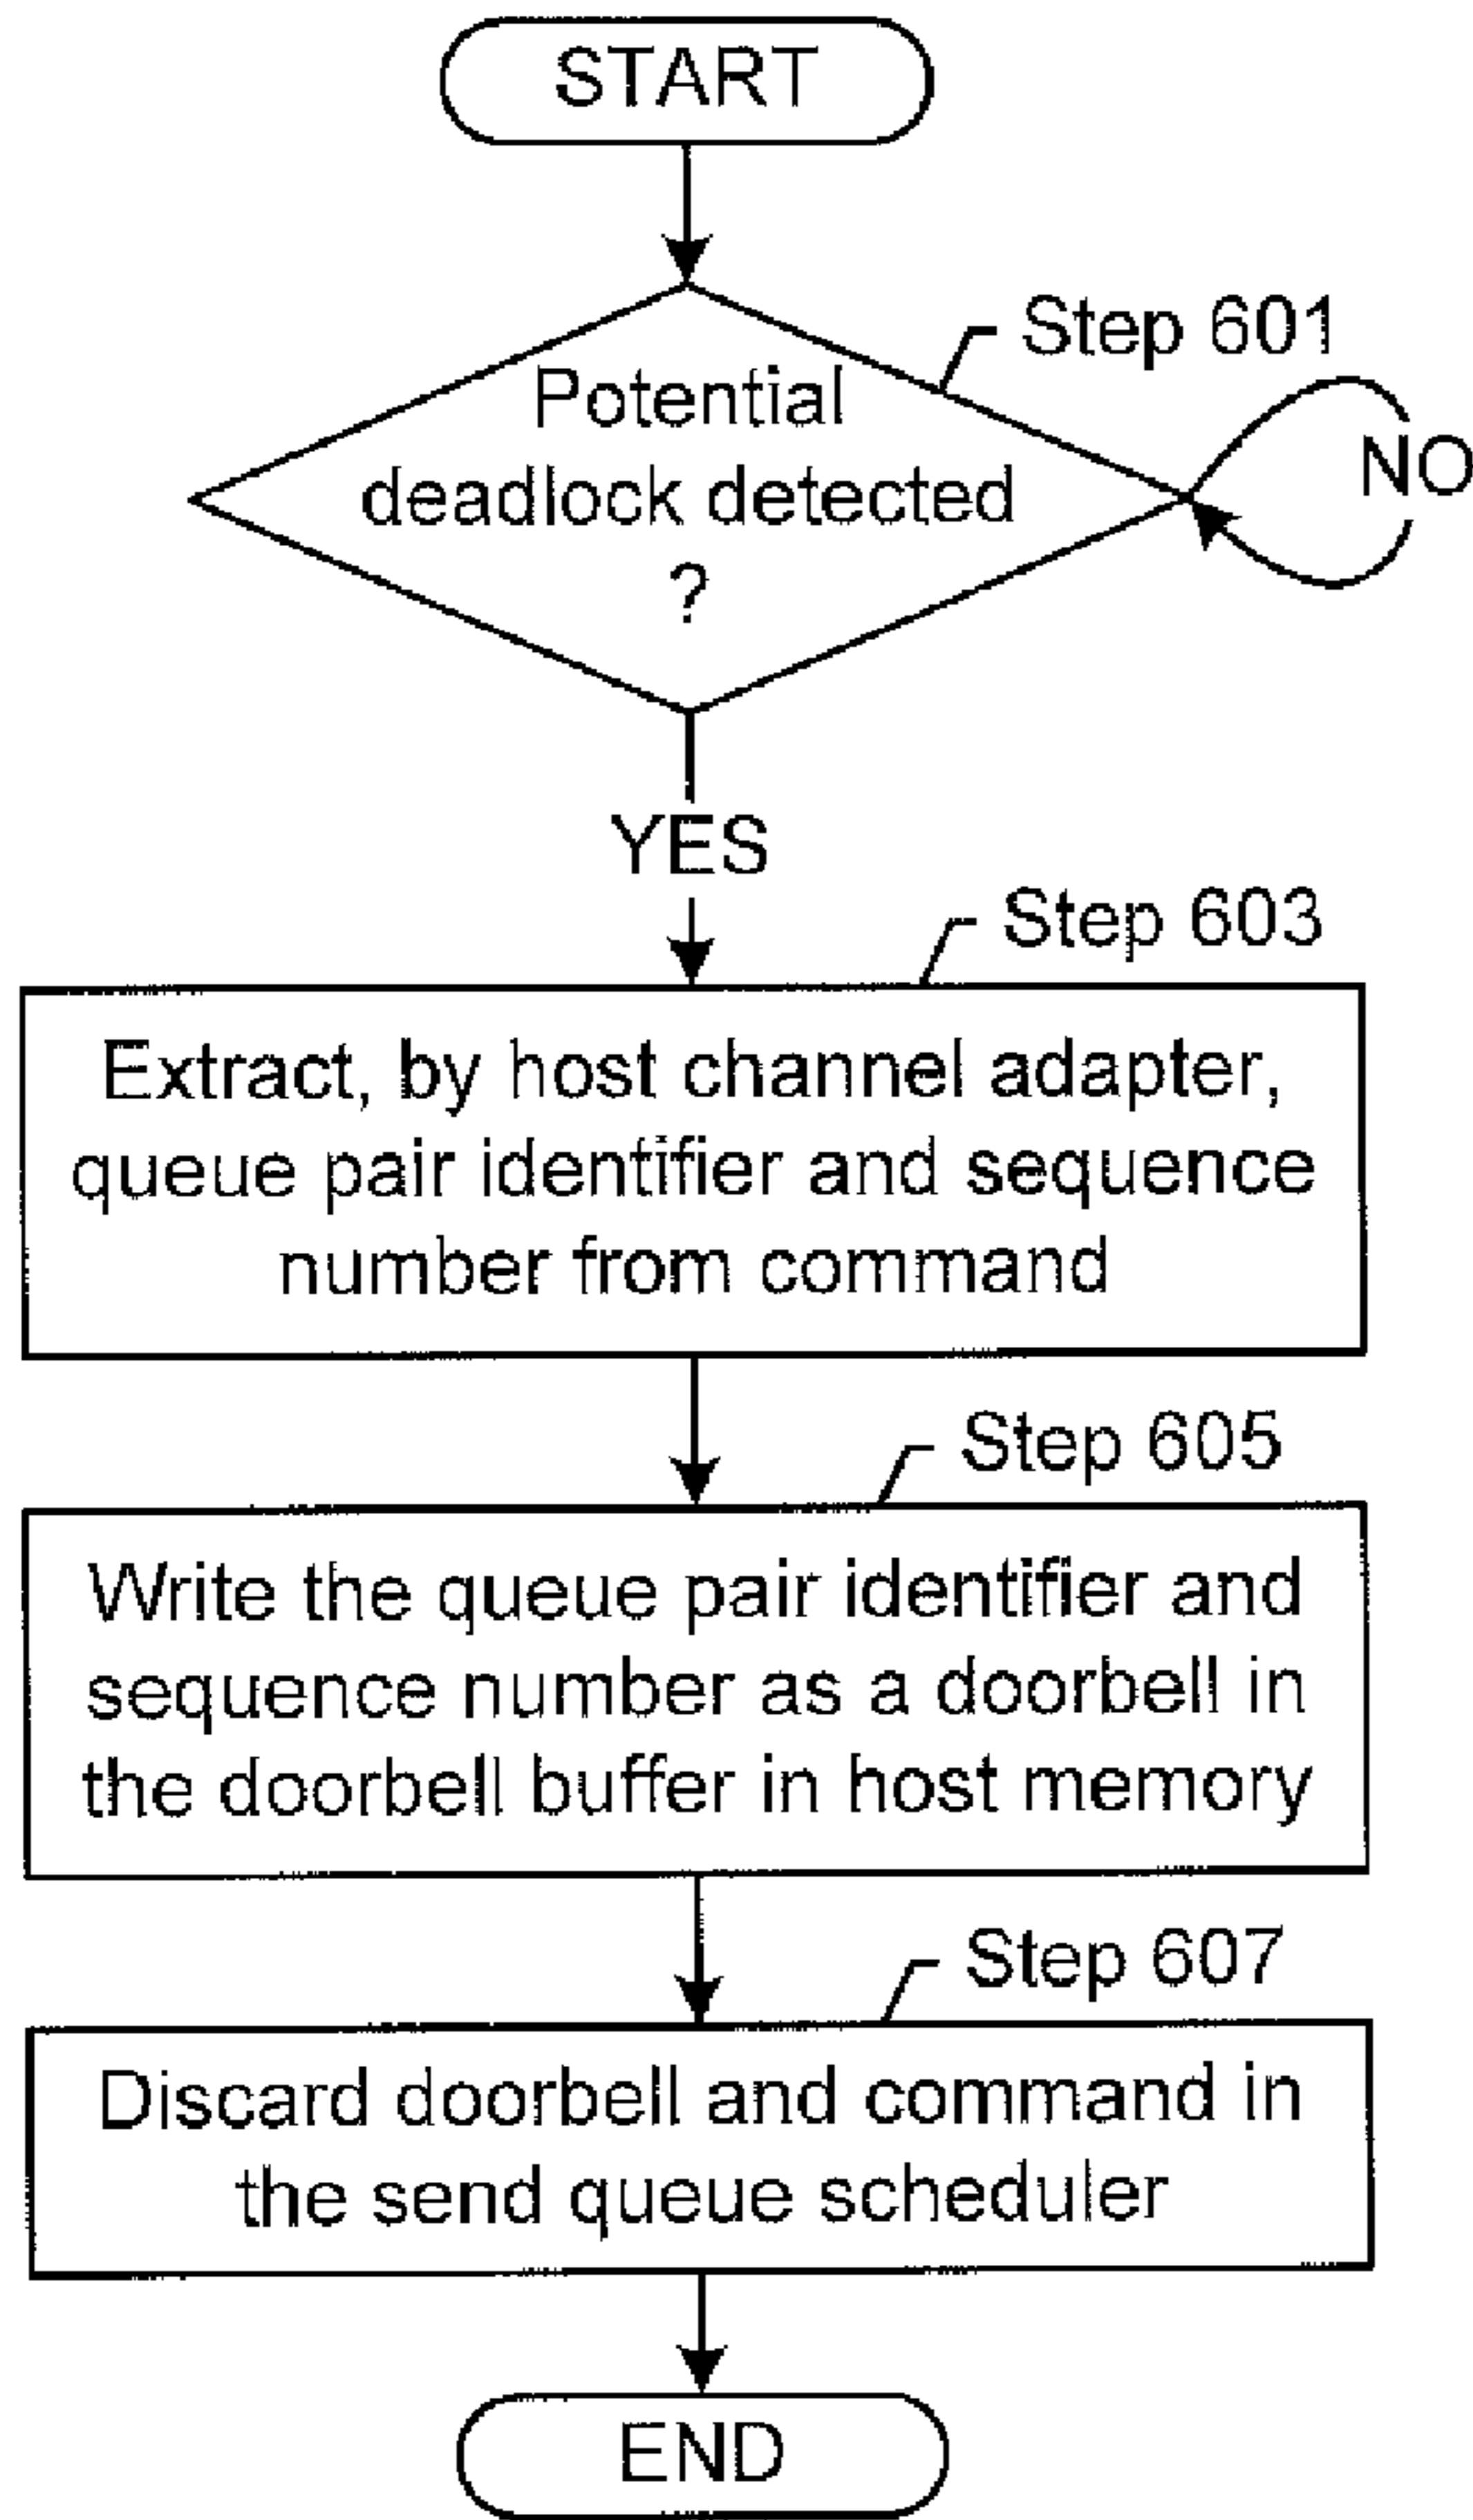 START
Step 601
Potential
deadlock detected
?
NO
YES
Step 603
Extract, by host channel adapter,
queue pair identifier and sequence
number from command
Step 605
Write the queue pair identifier and
sequence number as a doorbell in
the doorbell buffer in host memory
Step 607
Discard doorbell and command in
the send queue scheduler
END